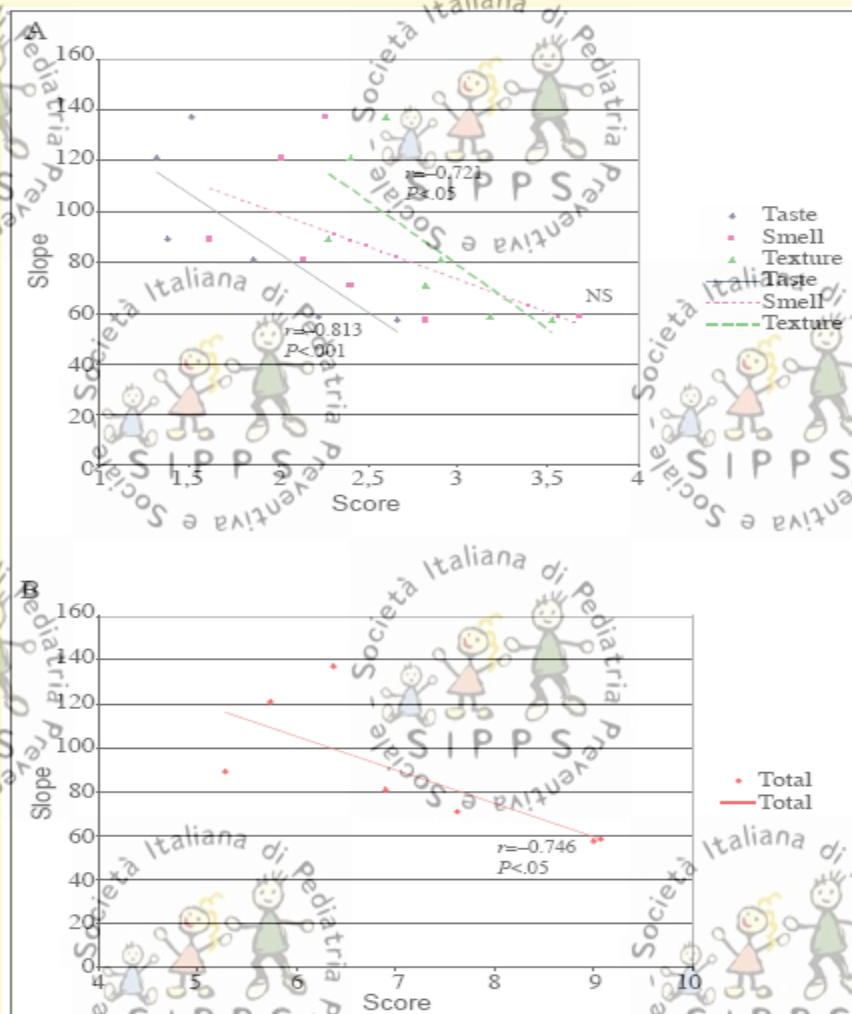 A
160
140
120
100
80
60
40
20
0
Slope
1
1,5
2
2,5
3
3,5
4
Score
r=–0.721
P<.05
NS
r=–0.813
P<.001
Taste
Smell
Texture
Taste
Smell
Texture
B
160
140
120
100
80
60
40
20
0
Slope
4
5
6
7
8
9
10
Score
r=–0.746
P<.05
Total
Total
Società Italiana di Pediatria Preventiva e Sociale
SIPPS